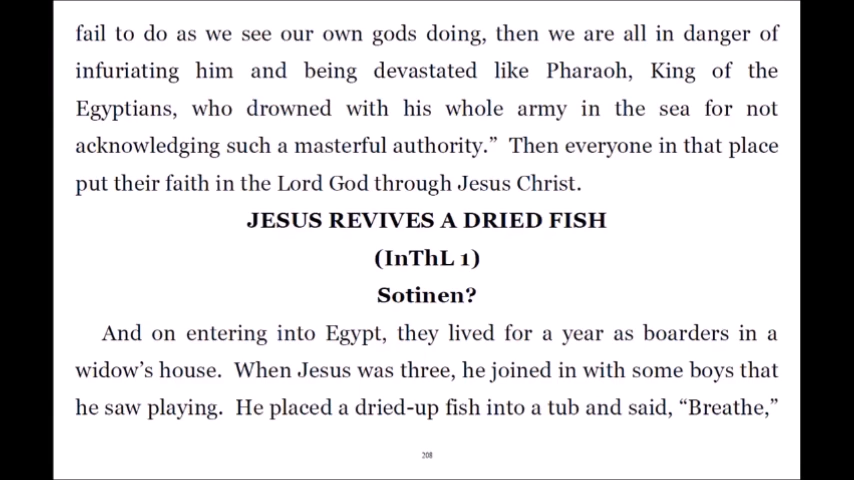 fail to do as we see our own gods doing, then we are all in danger of
infuriating him and being devastated like Pharaoh, King of the
Egyptians, who drowned with his whole army in the sea for not
acknowledging such a masterful authority.” Then everyone in that place
put their faith in the Lord God through Jesus Christ.
JESUS REVIVES A DRIED FISH
(InThL 1)
Sotinen?
And on entering into Egypt, they lived for a year as boarders in a
widow’s house. When Jesus was three, he joined in with some boys that
he saw playing. He placed a dried-up fish into a tub and said, “Breathe,”
208